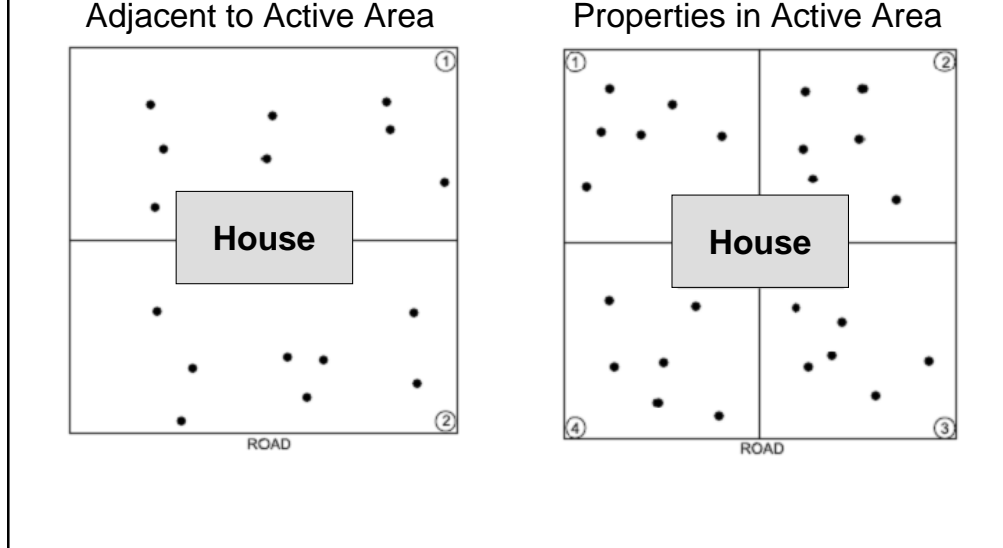 Adjacent to Active Area
1
House
2
ROAD
Properties in Active Area
1
2
House
4
3
ROAD